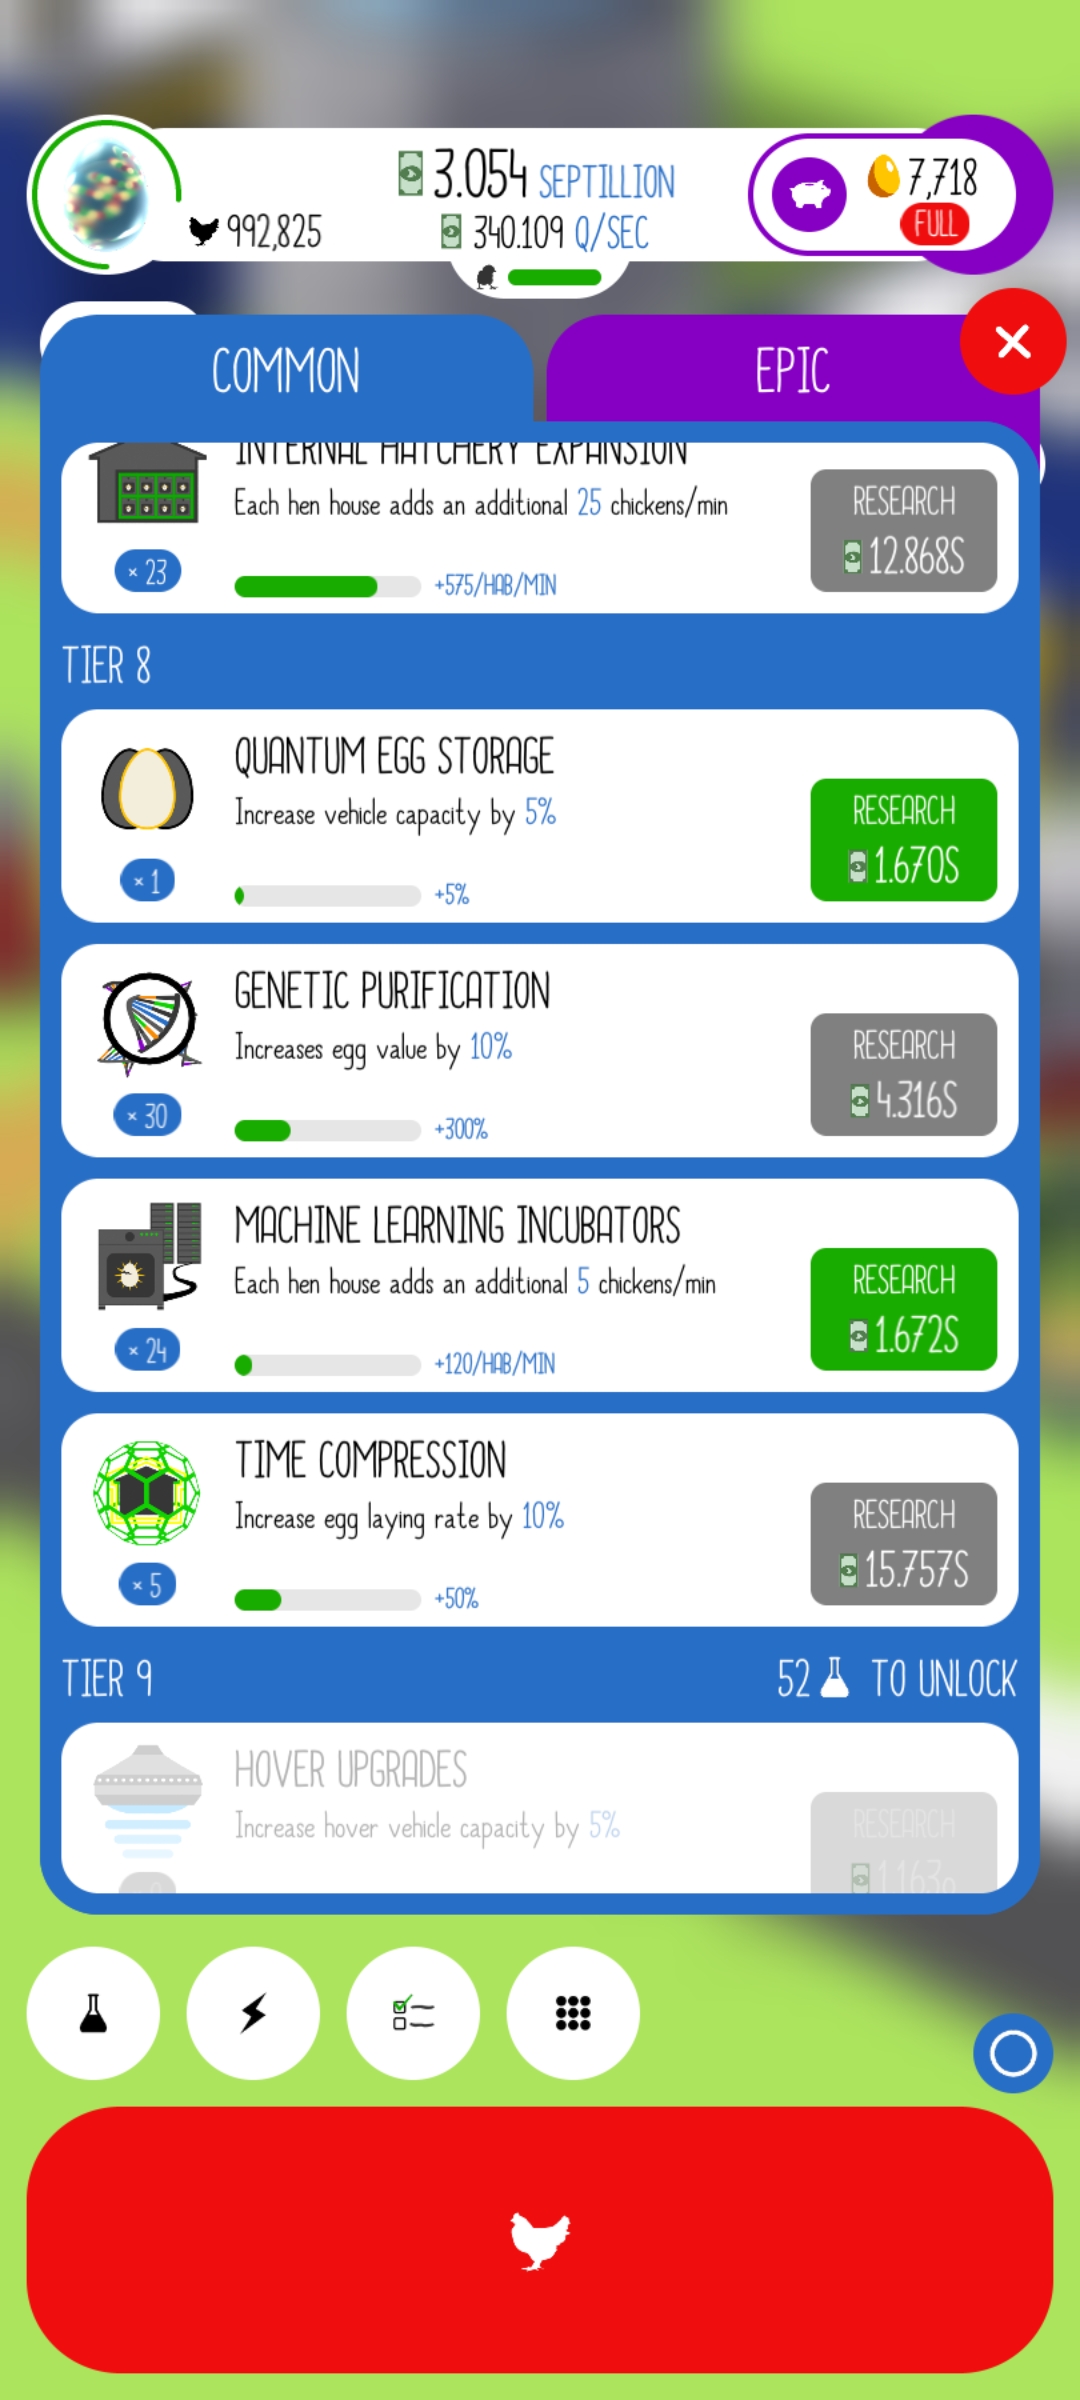 3.054 SEPTILLION
992,825
340.109 Q/SEC
7,718
FULL
COMMON
EPIC
INTERNAL HATCHERY EXPANSION
Each hen house adds an additional 25 chickens/min
× 23
+575/HAB/MIN
RESEARCH
12.868S
TIER 8
QUANTUM EGG STORAGE
Increase vehicle capacity by 5%
× 1
+5%
RESEARCH
1.670S
GENETIC PURIFICATION
Increases egg value by 10%
× 30
+300%
RESEARCH
4.316S
MACHINE LEARNING INCUBATORS
Each hen house adds an additional 5 chickens/min
× 24
+120/HAB/MIN
RESEARCH
1.672S
TIME COMPRESSION
Increase egg laying rate by 10%
× 5
+50%
RESEARCH
15.757S
TIER 9
52 TO UNLOCK
HOVER UPGRADES
Increase hover vehicle capacity by 5%
RESEARCH